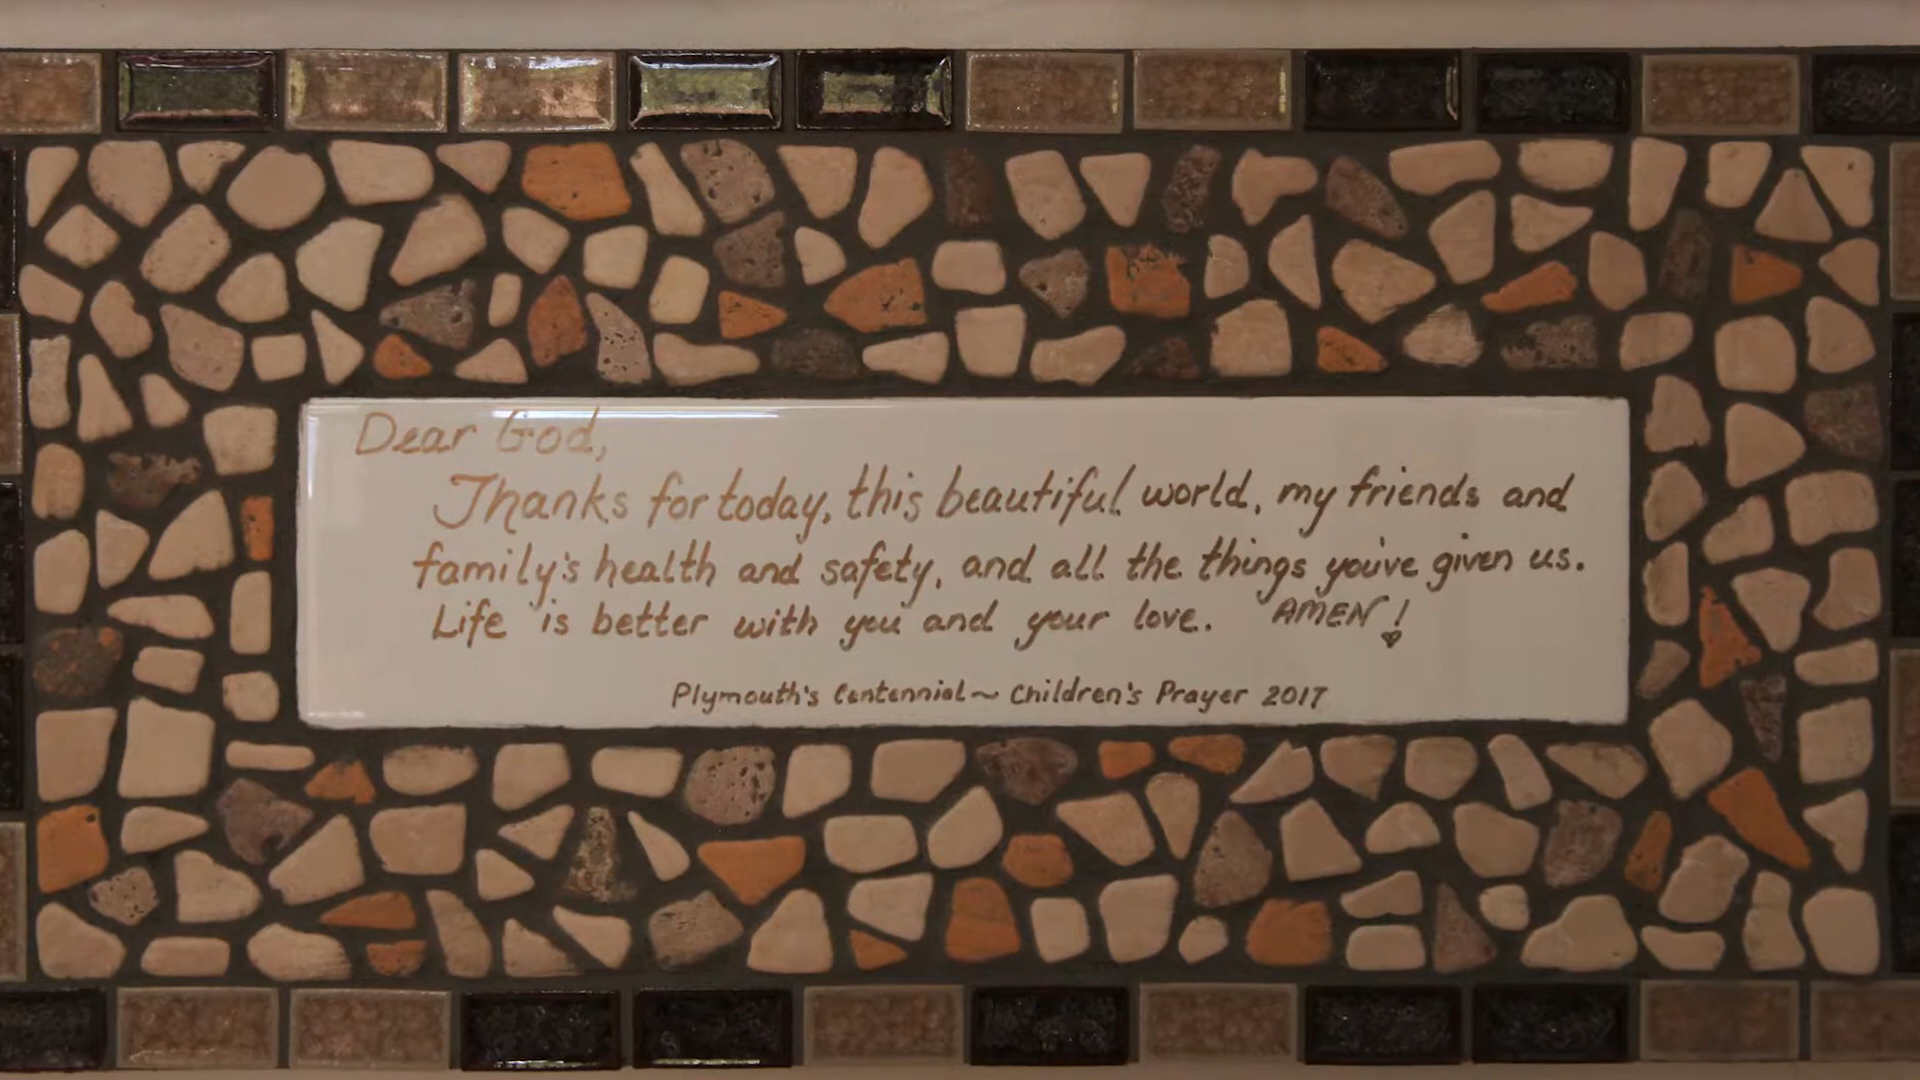 Dear God,
Thanks for today, this beautiful world, my friends and
family's health and safety, and all the things you've given us.
Life is better with you and your love. AMEN!
Plymouth's Centennial~ Children's Prayer 2017